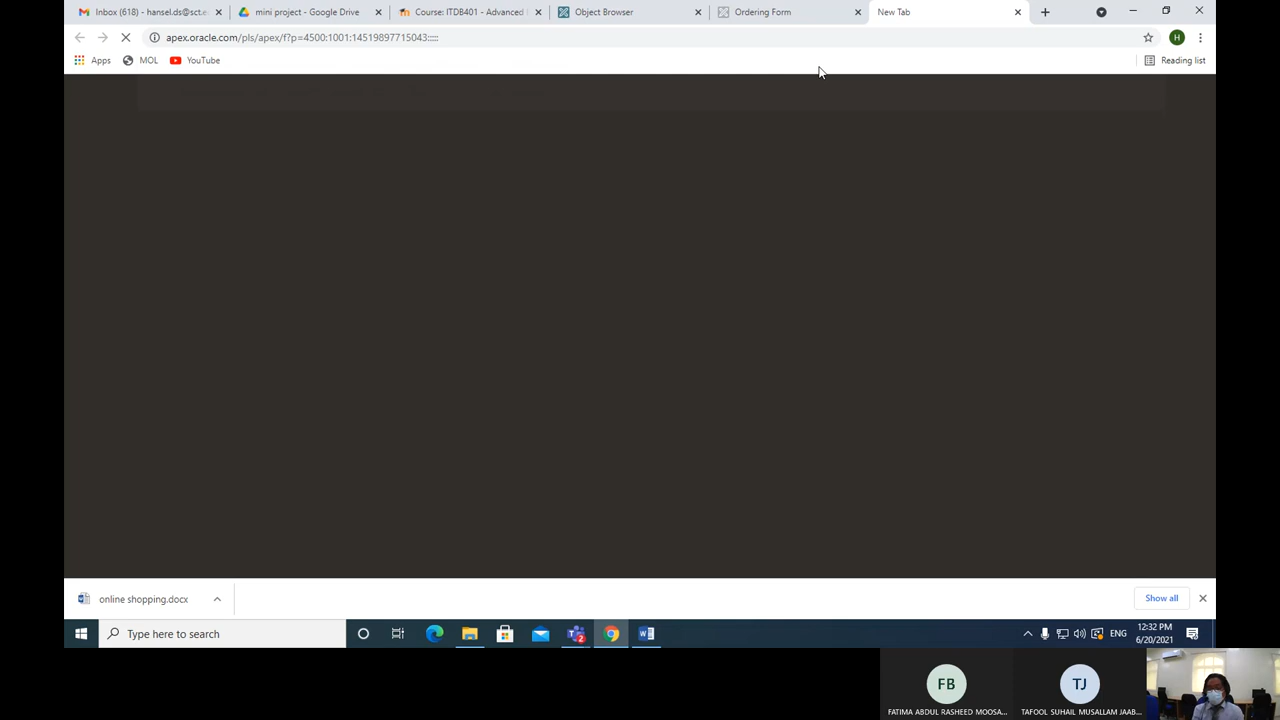 Inbox (618) - hansel.ds@sct.e
mini project - Google Drive
Course: ITDB401 - Advanced
Object Browser
Ordering Form
New Tab
apex.oracle.com/pls/apex/f?p=4500:1001:14519897715043:::::
H
Apps
MOL
YouTube
Reading list
online shopping.docx
Show all
Type here to search
2
ENG
12:32 PM
6/20/2021
FB
TJ
FATIMA ABDUL RASHEED MOOSA...
TAFOOL SUHAIL MUSALLAM JAAB...